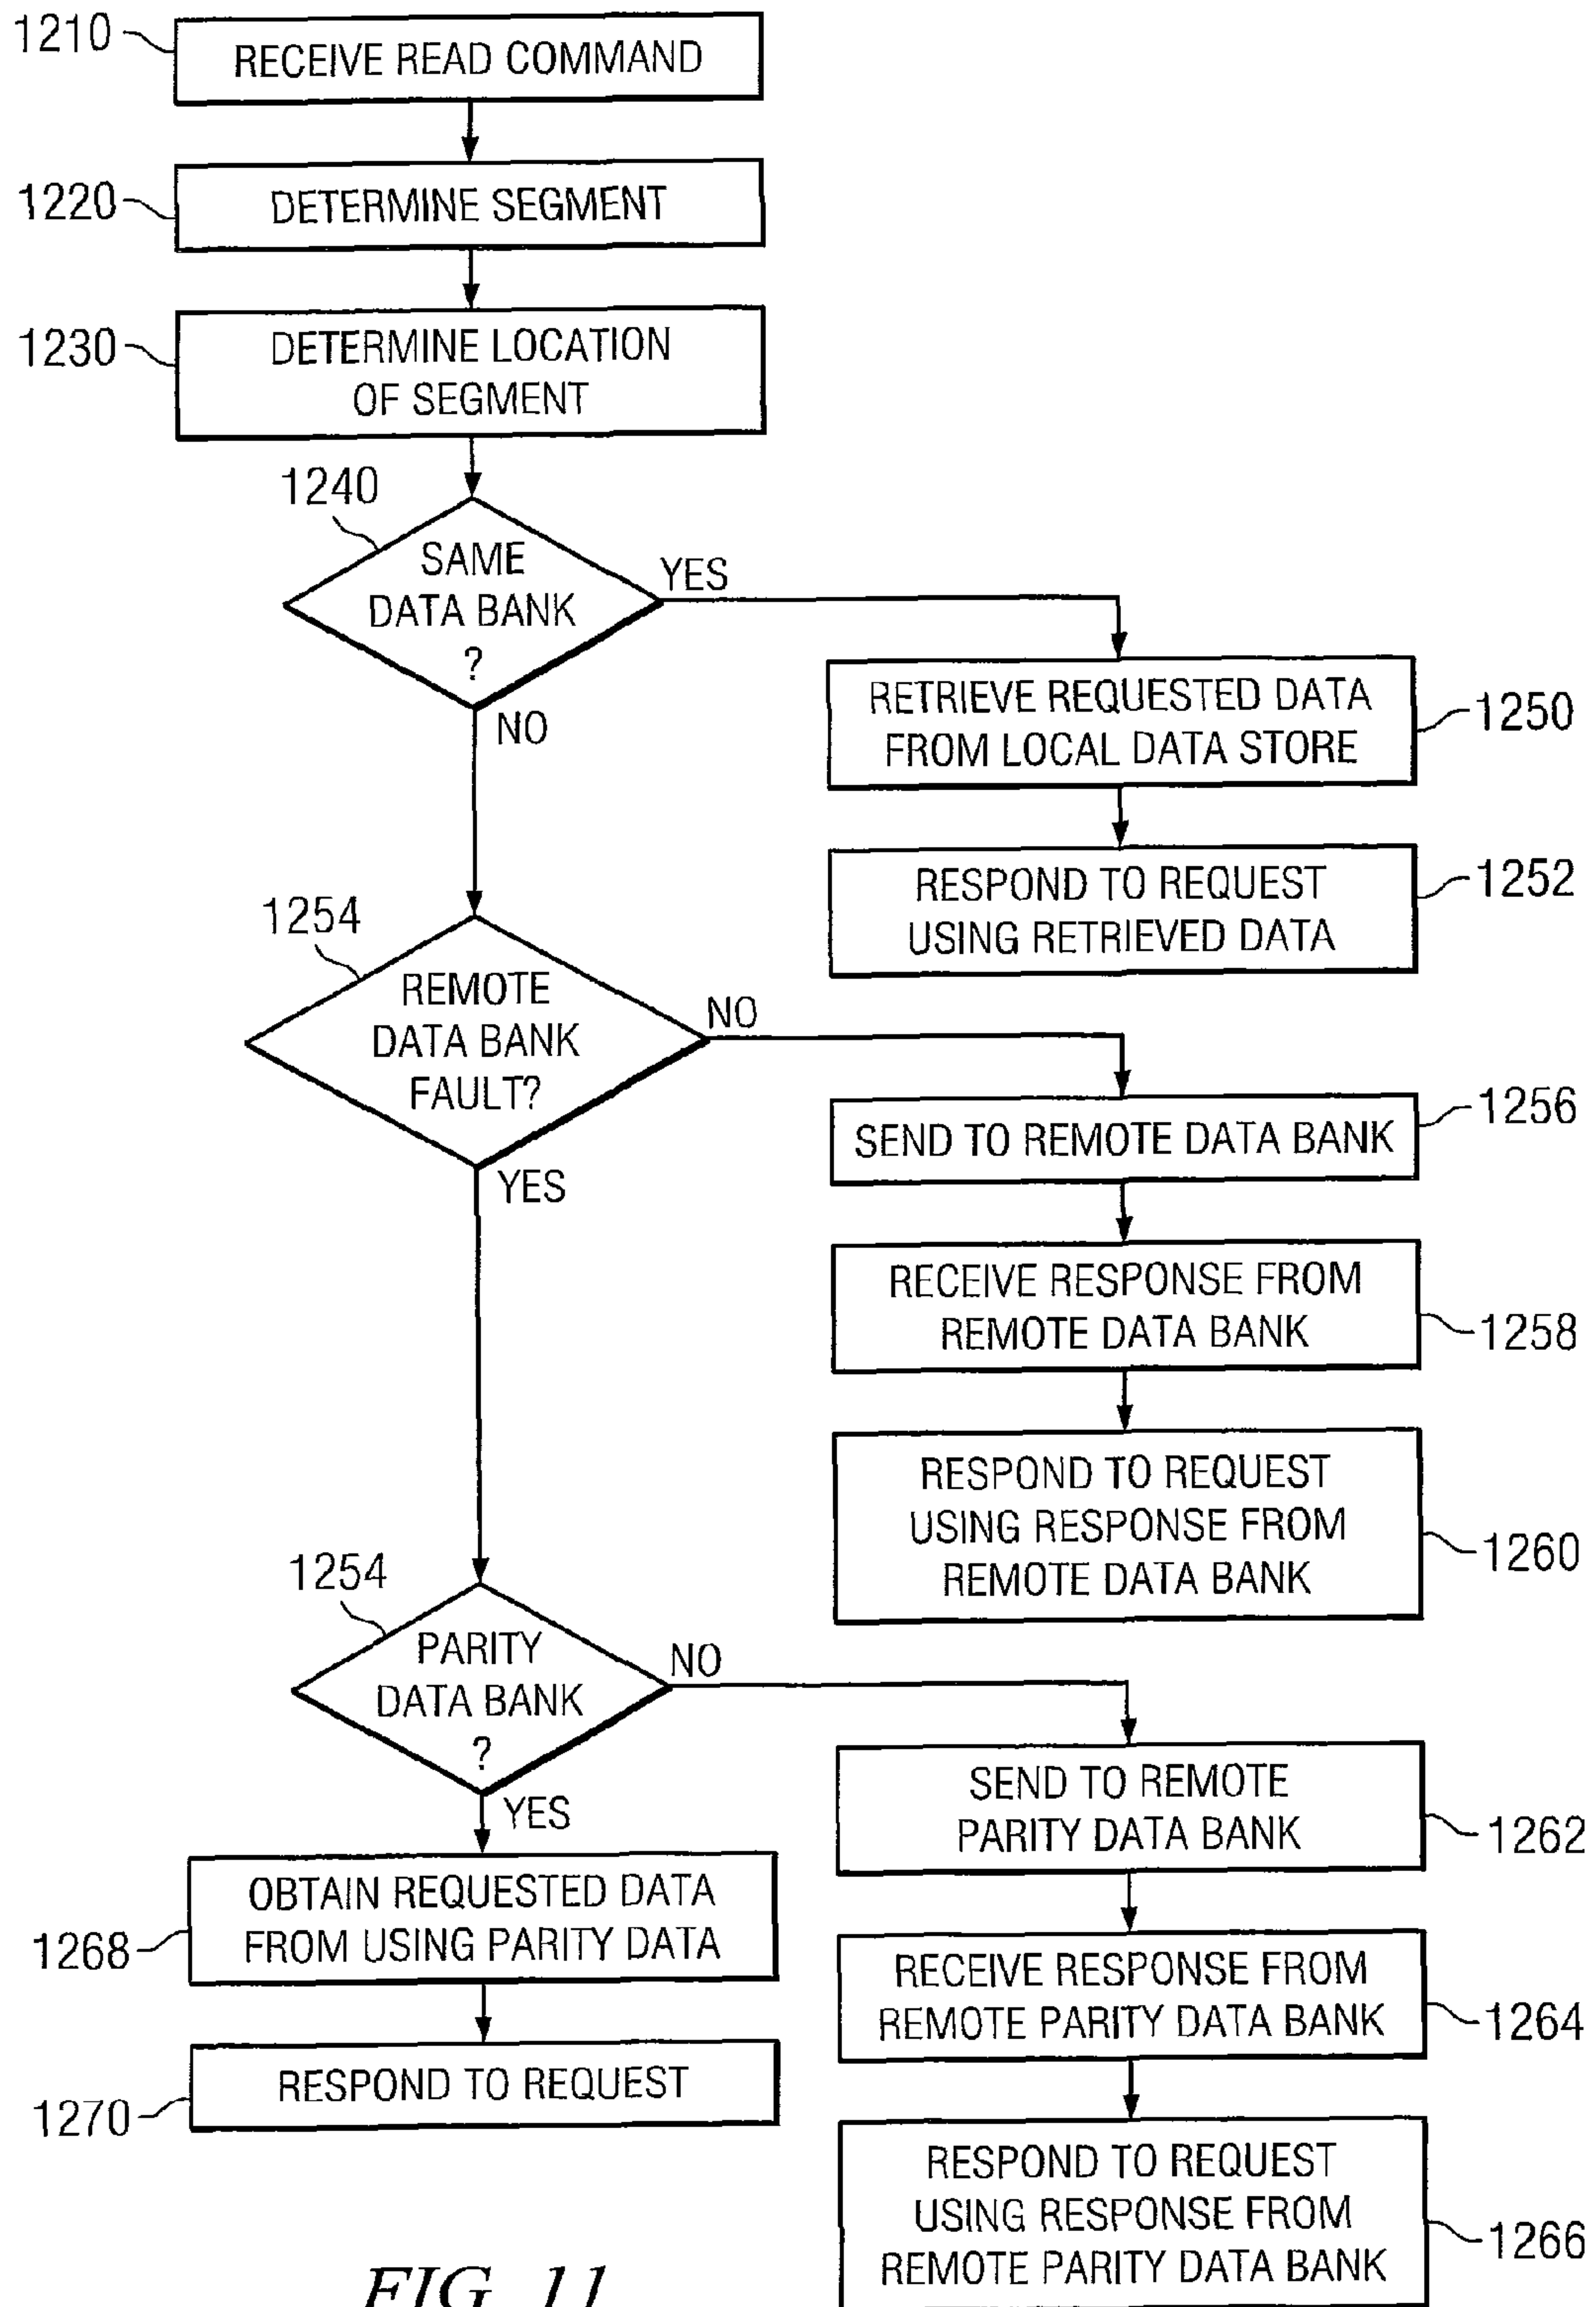 1210
RECEIVE READ COMMAND
1220
DETERMINE SEGMENT
1230
DETERMINE LOCATION
OF SEGMENT
1240
SAME
DATA BANK
?
YES
NO
RETRIEVE REQUESTED DATA
FROM LOCAL DATA STORE
1250
RESPOND TO REQUEST
USING RETRIEVED DATA
1252
1254
REMOTE
DATA BANK
FAULT?
NO
YES
SEND TO REMOTE DATA BANK
1256
RECEIVE RESPONSE FROM
REMOTE DATA BANK
1258
RESPOND TO REQUEST
USING RESPONSE FROM
REMOTE DATA BANK
1260
1254
PARITY
DATA BANK
?
NO
YES
SEND TO REMOTE
PARITY DATA BANK
1262
OBTAIN REQUESTED DATA
FROM USING PARITY DATA
1268
RECEIVE RESPONSE FROM
REMOTE PARITY DATA BANK
1264
RESPOND TO REQUEST
1270
RESPOND TO REQUEST
USING RESPONSE FROM
REMOTE PARITY DATA BANK
1266
FIG. 11